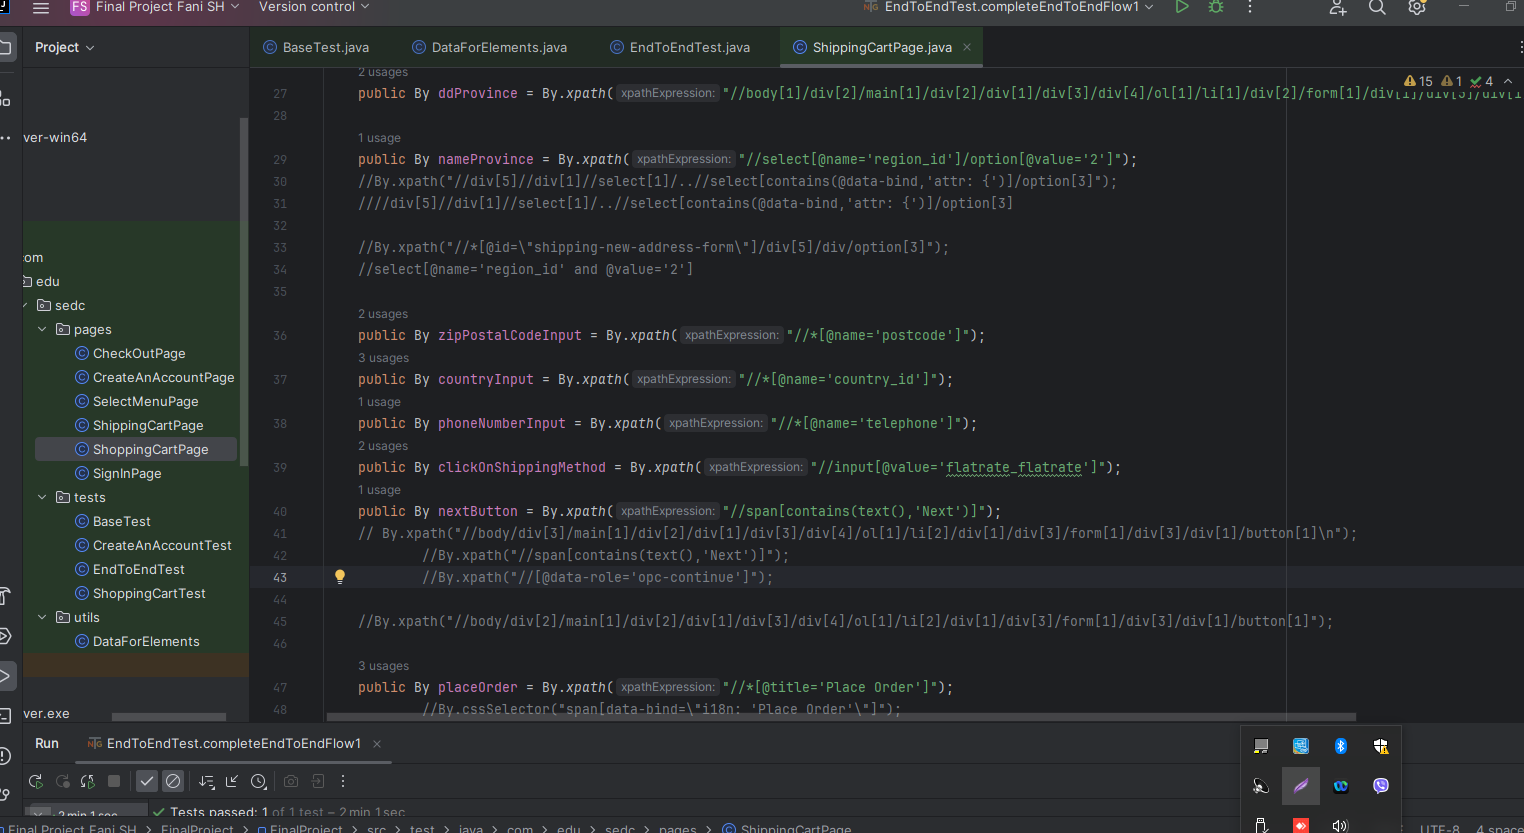 FS Final Project Fani SH Version control EndToEndTest.completeEndToEndFlow1
Project
BaseTest.java DataForElements.java EndToEndTest.java ShippingCartPage.java
ver-win64
com
edu
sedc
pages
CheckOutPage
CreateAnAccountPage
SelectMenuPage
ShippingCartPage
ShoppingCartPage
SignInPage
tests
BaseTest
CreateAnAccountTest
EndToEndTest
ShoppingCartTest
utils
DataForElements
ver.exe
15 1 4
2 usages
27 public By ddProvince = By.xpath( xpathExpression: "//body[1]/div[2]/main[1]/div[2]/div[1]/div[3]/div[4]/ol[1]/li[1]/div[2]/form[1]/div[1]/div[5]/div[1
28
1 usage
29 public By nameProvince = By.xpath( xpathExpression: "//select[@name='region_id']/option[@value='2']");
30 //By.xpath("//div[5]//div[1]//select[1]/..//select[contains(@data-bind,'attr: {')]/option[3]");
31 ////div[5]//div[1]//select[1]/..//select[contains(@data-bind,'attr: {')]/option[3]
32
33 //By.xpath("//*[@id=\"shipping-new-address-form\"]/div[5]/div/option[3]");
34 //select[@name='region_id' and @value='2']
35
2 usages
36 public By zipPostalCodeInput = By.xpath( xpathExpression: "//*[@name='postcode']");
3 usages
37 public By countryInput = By.xpath( xpathExpression: "//*[@name='country_id']");
1 usage
38 public By phoneNumberInput = By.xpath( xpathExpression: "//*[@name='telephone']");
2 usages
39 public By clickOnShippingMethod = By.xpath( xpathExpression: "//input[@value='flatrate_flatrate']");
1 usage
40 public By nextButton = By.xpath( xpathExpression: "//span[contains(text(),'Next')]");
41 // By.xpath("//body/div[3]/main[1]/div[2]/div[1]/div[3]/div[4]/ol[1]/li[2]/div[1]/div[3]/form[1]/div[3]/div[1]/button[1]\n");
42 //By.xpath("//span[contains(text(),'Next')]");
43 //By.xpath("//[@data-role='opc-continue']");
44
45 //By.xpath("//body/div[2]/main[1]/div[2]/div[1]/div[3]/div[4]/ol[1]/li[2]/div[1]/div[3]/form[1]/div[3]/div[1]/button[1]");
46
3 usages
47 public By placeOrder = By.xpath( xpathExpression: "//*[@title='Place Order']");
48 //By.cssSelector("span[data-bind=\"i18n: 'Place Order'\"]");
Run EndToEndTest.completeEndToEndFlow1
2 min 1 sec Tests passed: 1 of 1 test – 2 min 1 sec
Final Project Fani SH > FinalProject > FinalProject > src > test > java > com > edu > sedc > pages > ShippingCartPage UTF-8 4 space